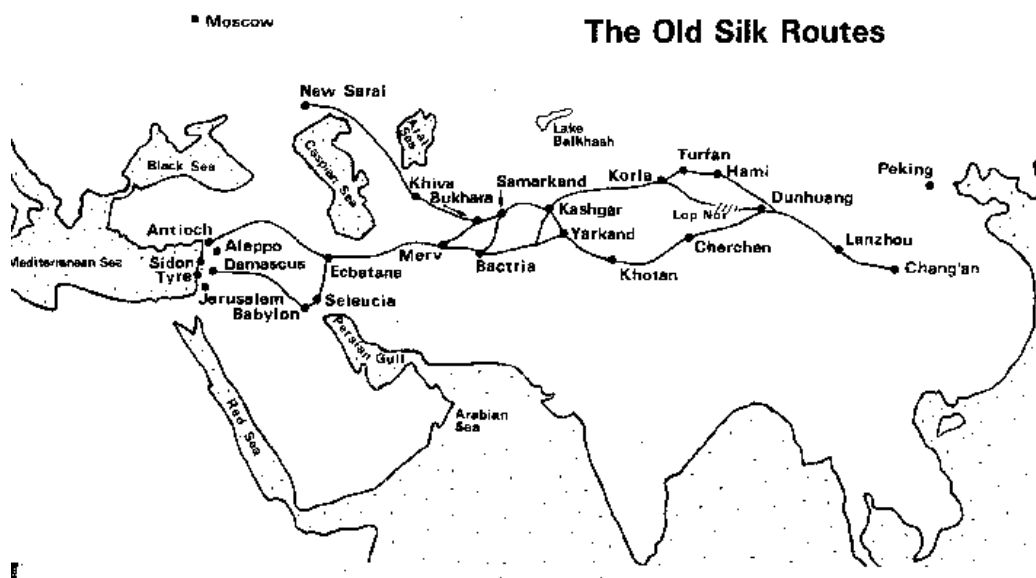 Moscow
The Old Silk Routes
New Sarai
Aral
Sea
Lake
Balkhash
Caspian Sea
Black Sea
Turfan
Hami
Peking
Korla
Samarkand
Khiva
Bukhara
Kashgar
Dunhuang
Lop Nor
Antioch
Aleppo
Yarkand
Cherchen
Lanzhou
Mediterranean Sea
Sidon
Damascus
Tyre
Ecbatana
Merv
Bactria
Khotan
Chang'an
Jerusalem
Seleucia
Babylon
Persian Gulf
Red Sea
Arabian
Sea